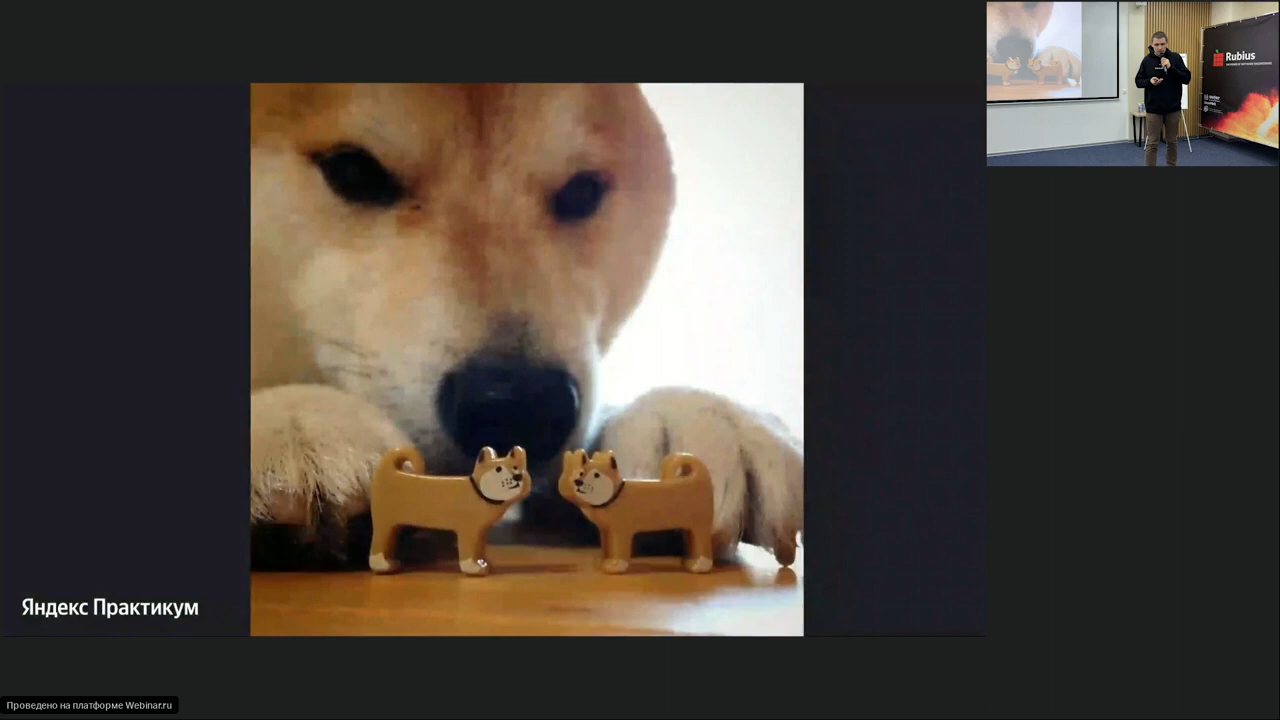 Rubius
Яндекс Практикум
Проведено на платформе Webinar.ru